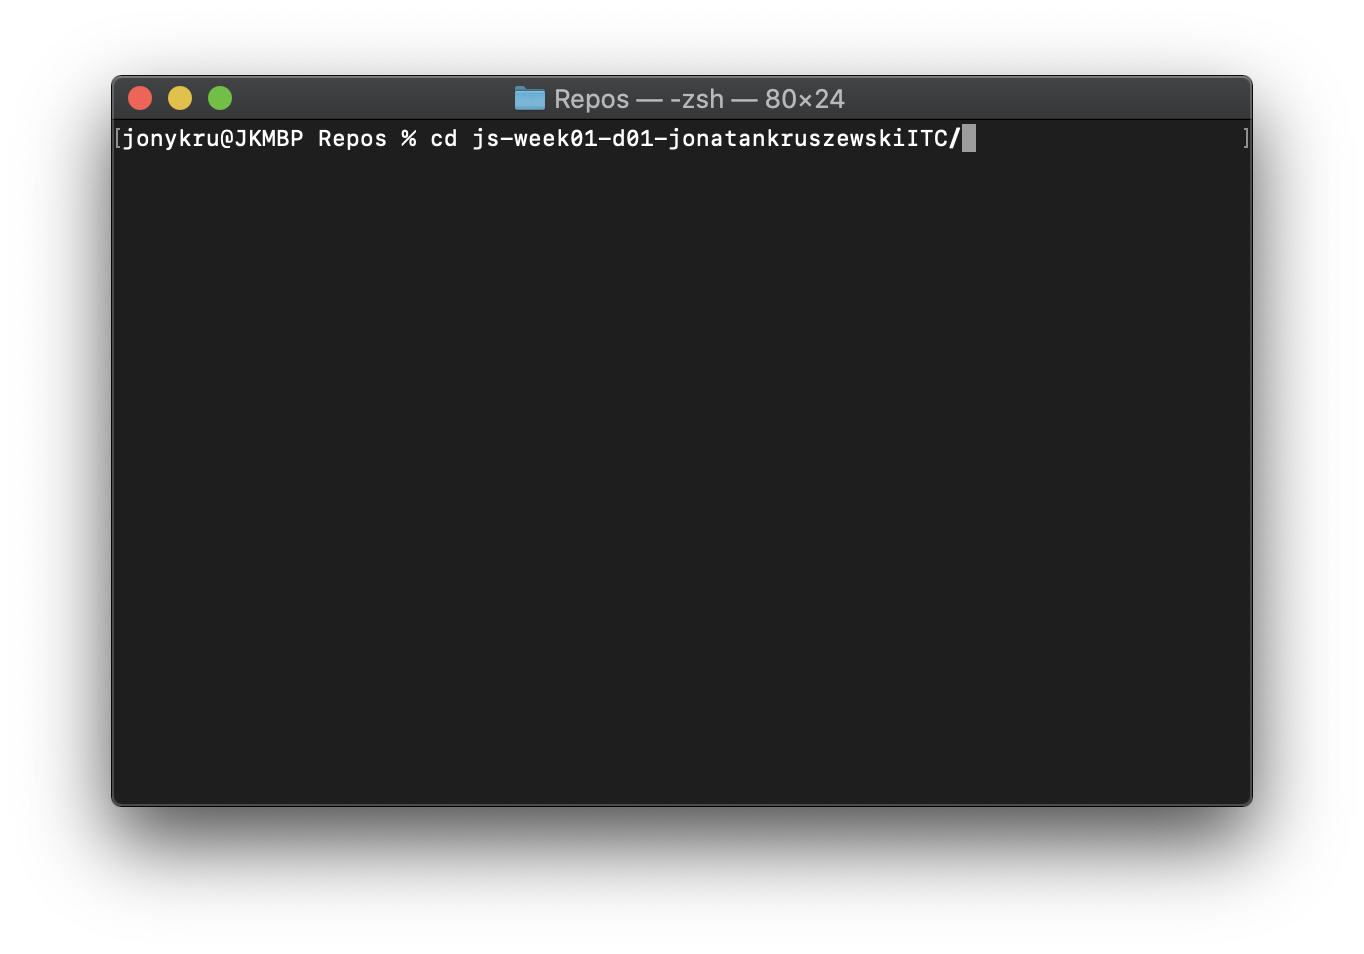 Repos — -zsh — 80×24
[jonykru@JKMBP Repos % cd js-week01-d01-jonatankruszewskiITC/ ]